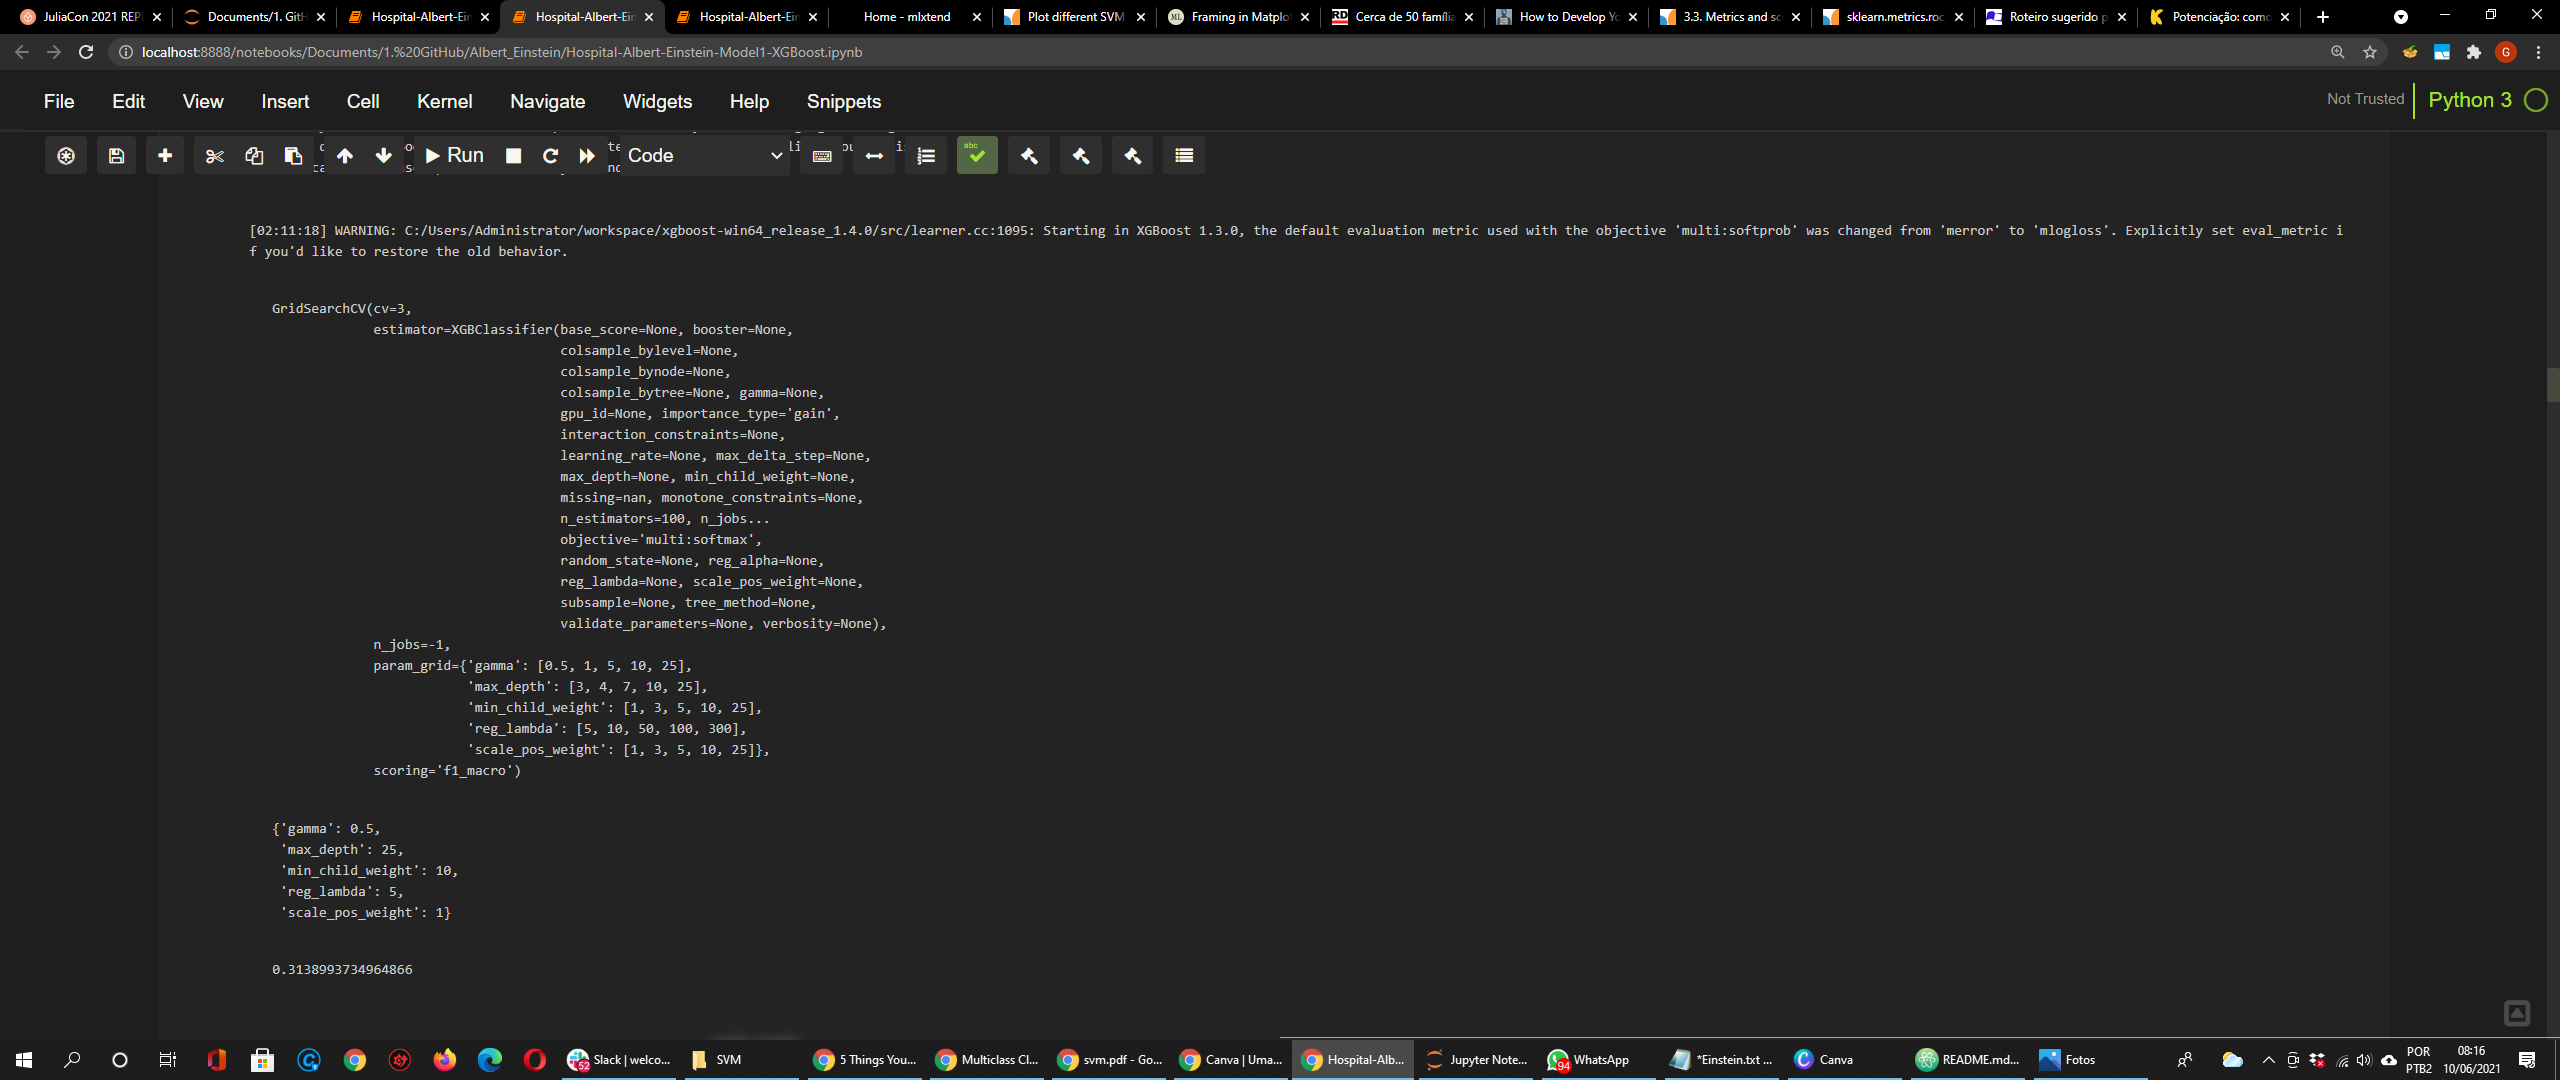 JuliaCon 2021 REPL
Documents/1. GitH
Hospital-Albert-Ein
Hospital-Albert-Ein
Hospital-Albert-Ein
Home - mlxtend
Plot different SVM
Framing in Matplot
Cerca de 50 famílias
How to Develop Yo
3.3. Metrics and sc
sklearn.metrics.roc
Roteiro sugerido p
Potenciação: como
localhost:8888/notebooks/Documents/1.%20GitHub/Albert_Einstein/Hospital-Albert-Einstein-Model1-XGBoost.ipynb
G
File Edit View Insert Cell Kernel Navigate Widgets Help Snippets
Not Trusted Python 3
Run Code abc
[02:11:18] WARNING: C:/Users/Administrator/workspace/xgboost-win64_release_1.4.0/src/learner.cc:1095: Starting in XGBoost 1.3.0, the default evaluation metric used with the objective 'multi:softprob' was changed from 'merror' to 'mlogloss'. Explicitly set eval_metric i
f you'd like to restore the old behavior.
GridSearchCV(cv=3,
estimator=XGBClassifier(base_score=None, booster=None,
colsample_bylevel=None,
colsample_bynode=None,
colsample_bytree=None, gamma=None,
gpu_id=None, importance_type='gain',
interaction_constraints=None,
learning_rate=None, max_delta_step=None,
max_depth=None, min_child_weight=None,
missing=nan, monotone_constraints=None,
n_estimators=100, n_jobs...
objective='multi:softmax',
random_state=None, reg_alpha=None,
reg_lambda=None, scale_pos_weight=None,
subsample=None, tree_method=None,
validate_parameters=None, verbosity=None),
n_jobs=-1,
param_grid={'gamma': [0.5, 1, 5, 10, 25],
'max_depth': [3, 4, 7, 10, 25],
'min_child_weight': [1, 3, 5, 10, 25],
'reg_lambda': [5, 10, 50, 100, 300],
'scale_pos_weight': [1, 3, 5, 10, 25]},
scoring='f1_macro')
{'gamma': 0.5,
'max_depth': 25,
'min_child_weight': 10,
'reg_lambda': 5,
'scale_pos_weight': 1}
0.3138993734964866
52 Slack | welco...
SVM
5 Things You...
Multiclass Cl...
svm.pdf - Go...
Canva | Uma...
Hospital-Alb...
Jupyter Note...
94 WhatsApp
*Einstein.txt ...
Canva
README.md...
Fotos
POR
PTB2
08:16
10/06/2021